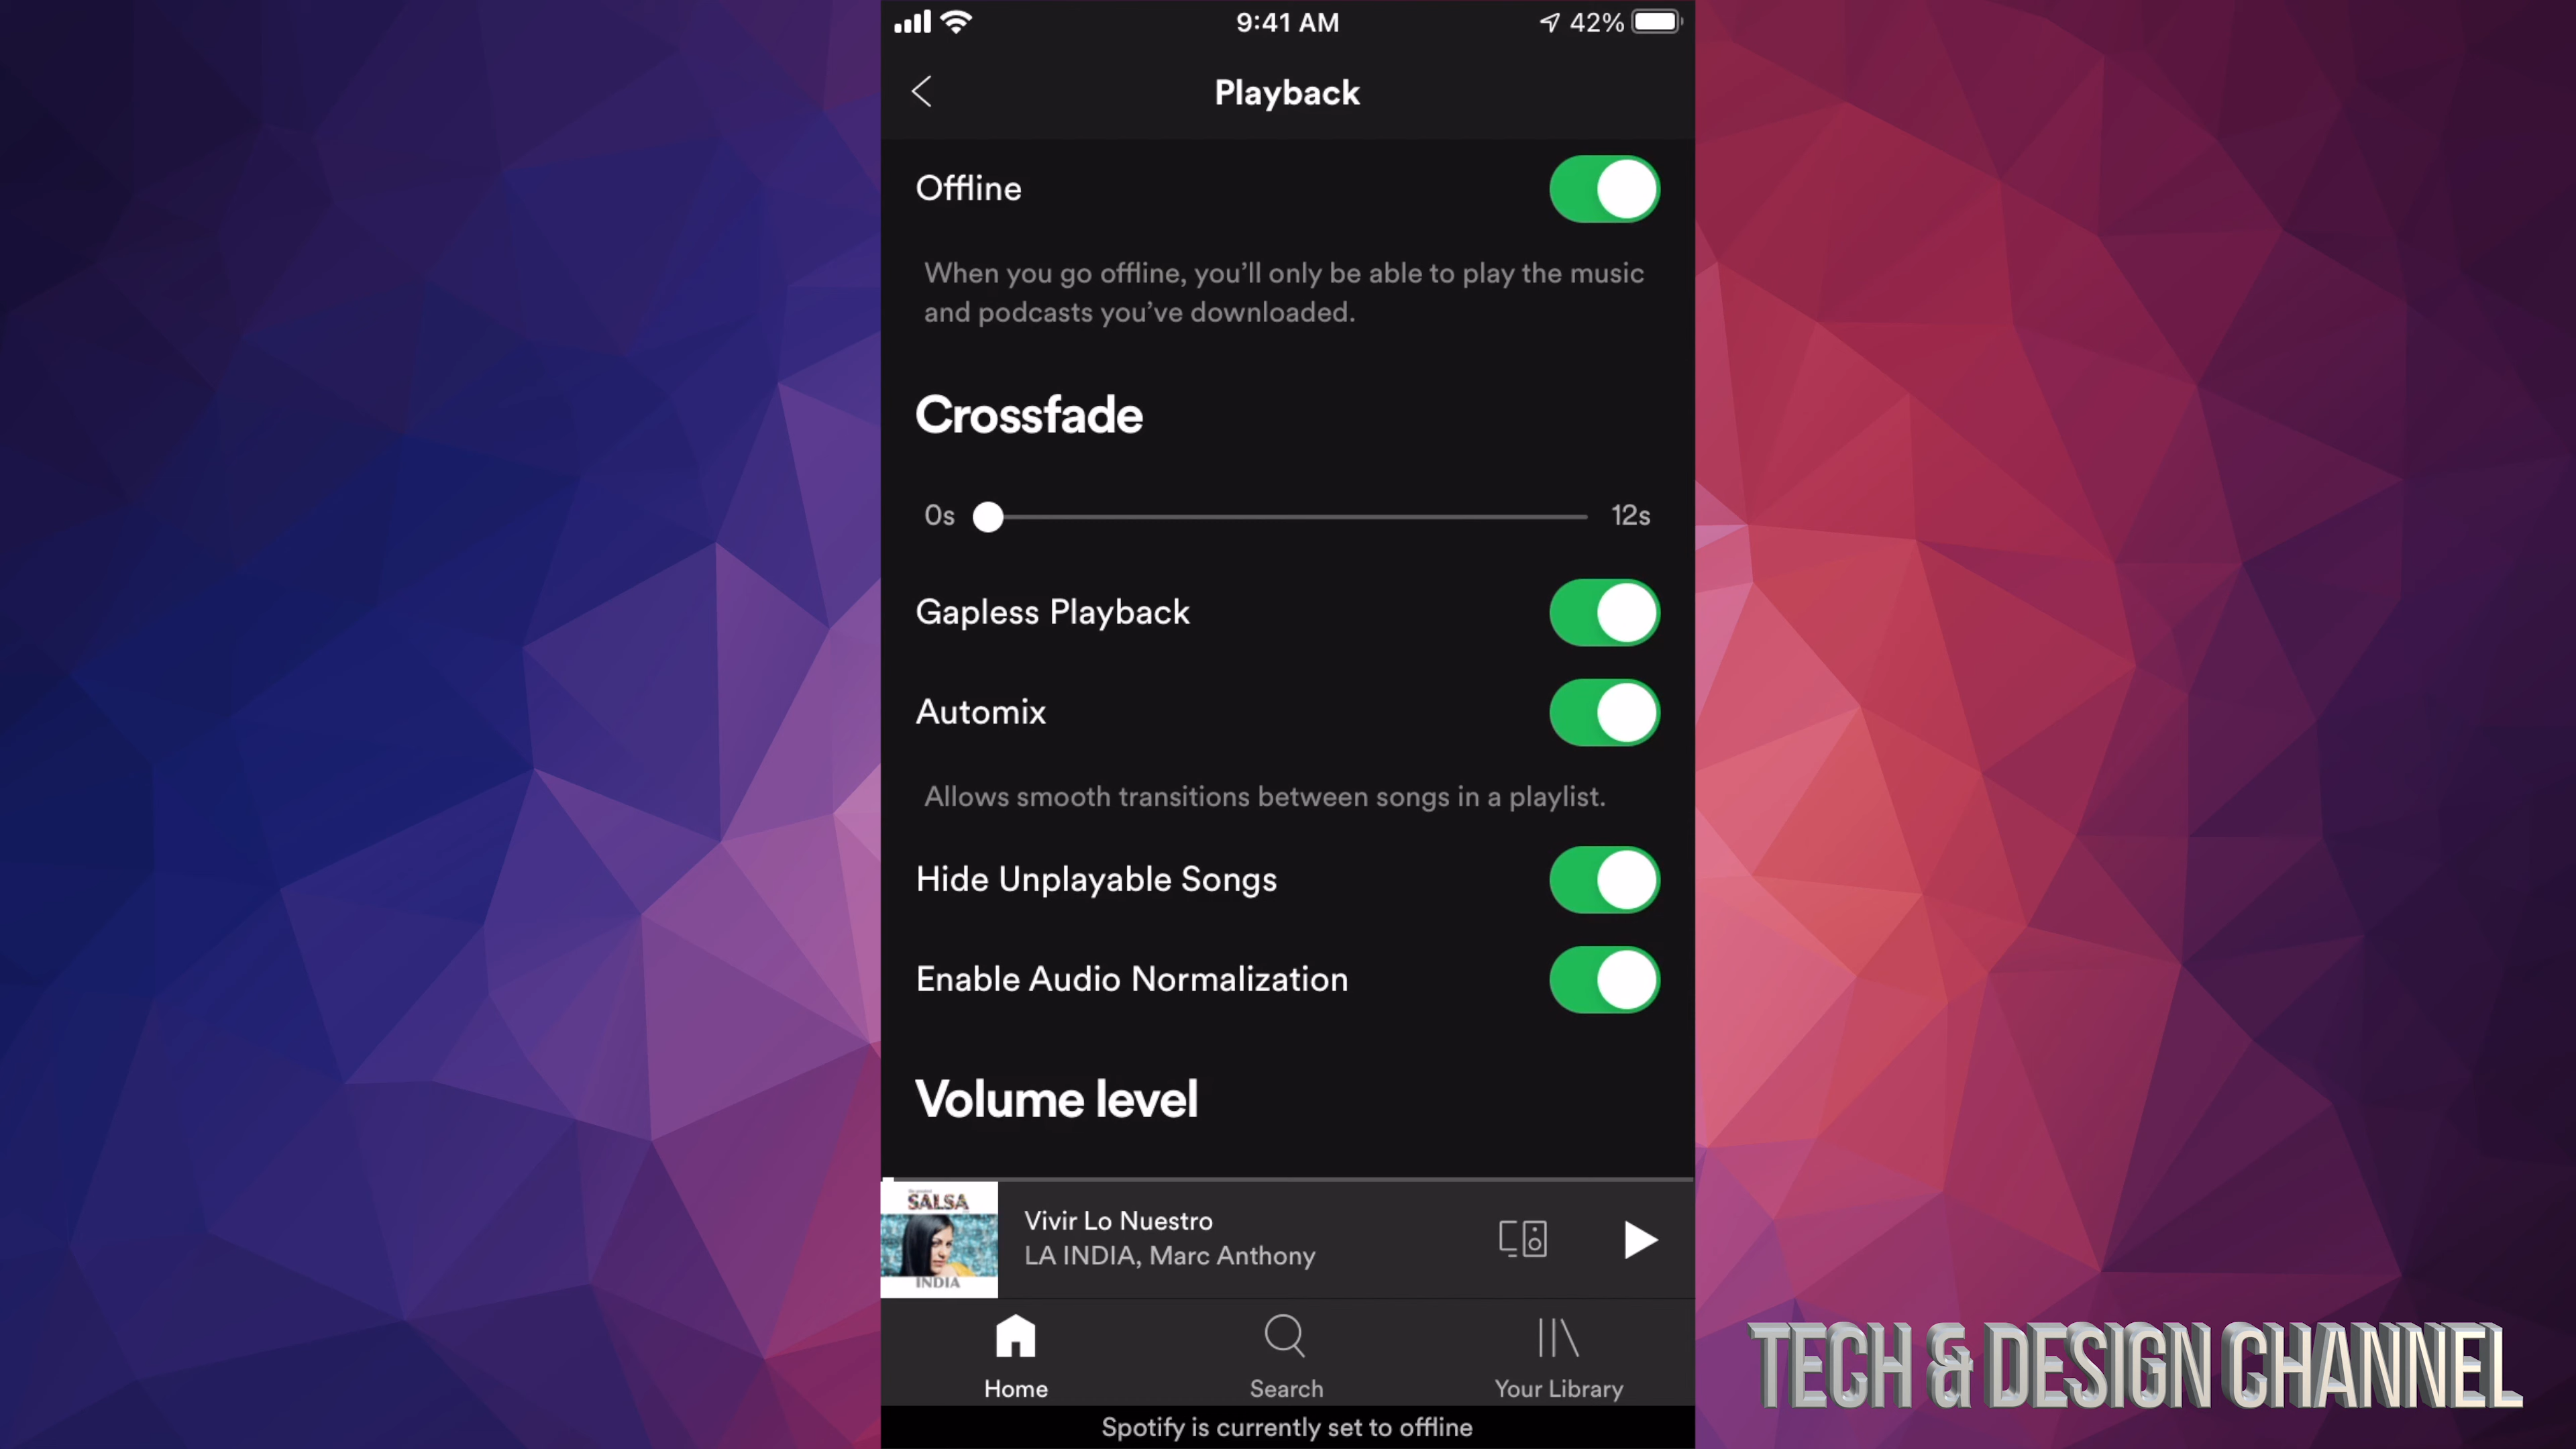 9:41 AM
42%
Playback
Offline
When you go offline, you'll only be able to play the music
and podcasts you've downloaded.
Crossfade
0s
12s
Gapless Playback
Automix
Allows smooth transitions between songs in a playlist.
Hide Unplayable Songs
Enable Audio Normalization
Volume level
SALSA
INDIA
Vivir Lo Nuestro
LA INDIA, Marc Anthony
Home
Search
Your Library
Spotify is currently set to offline
TECH & DESIGN CHANNEL